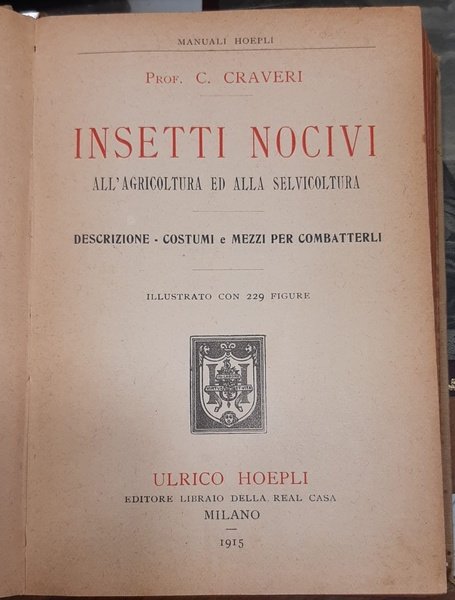 MANUALI HOEPLI
PROF. C. CRAVERI
INSETTI NOCIVI
ALL'AGRICOLTURA ED ALLA SELVICOLTURA
DESCRIZIONE - COSTUMI e MEZZI PER COMBATTERLI
ILLUSTRATO CON 229 FIGURE
ULRICO HOEPLI
EDITORE LIBRAIO DELLA REAL CASA
MILANO
1915